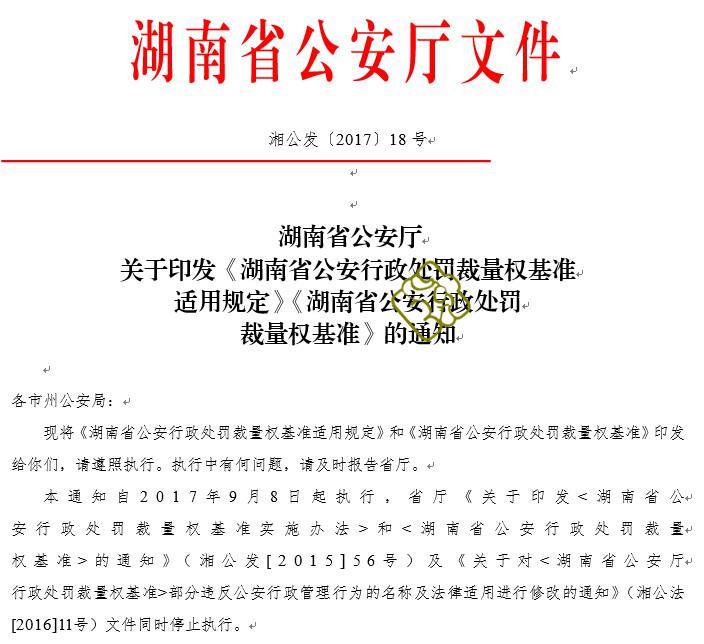 湖南省公安厅文件
湘公发〔2017〕18 号
湖南省公安厅
关于印发《湖南省公安行政处罚裁量权基准
适用规定》《湖南省公安行政处罚
裁量权基准》的通知
各市州公安局：
现将《湖南省公安行政处罚裁量权基准适用规定》和《湖南省公安行政处罚裁量权基准》印发
给你们，请遵照执行。执行中有何问题，请及时报告省厅。
本通知自2017年9月8日起执行，省厅《关于印发<湖南省公
安行政处罚裁量权基准实施办法>和<湖南省公安行政处罚裁量
权基准>的通知》（湘公发[2015]56号）及《关于对<湖南省公安厅
行政处罚裁量权基准>部分违反公安行政管理行为的名称及法律适用进行修改的通知》（湘公法
[2016]11号）文件同时停止执行。